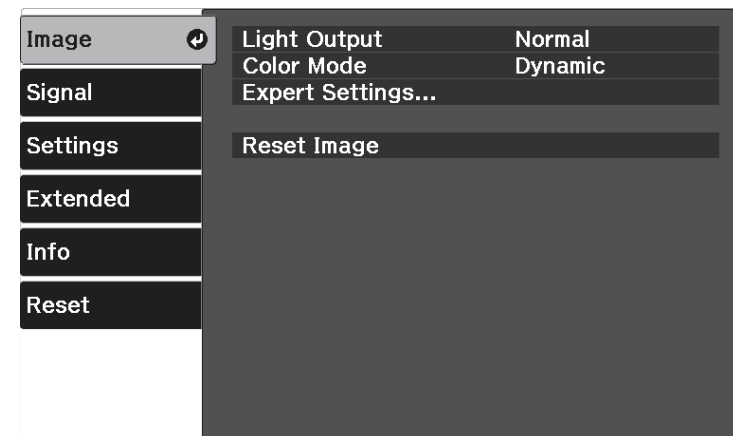 Image
Signal
Settings
Extended
Info
Reset
Light Output Normal
Color Mode Dynamic
Expert Settings...
Reset Image